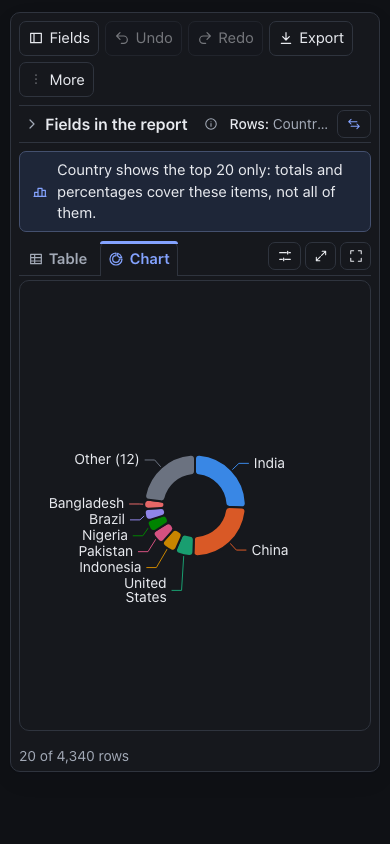 Fields
Undo
Redo
Export
More
Fields in the report
Rows: Countr...
Country shows the top 20 only: totals and
percentages cover these items, not all of
them.
Table
Chart
Other (12)
India
Bangladesh
Brazil
Nigeria
Pakistan
Indonesia
United
States
China
20 of 4,340 rows